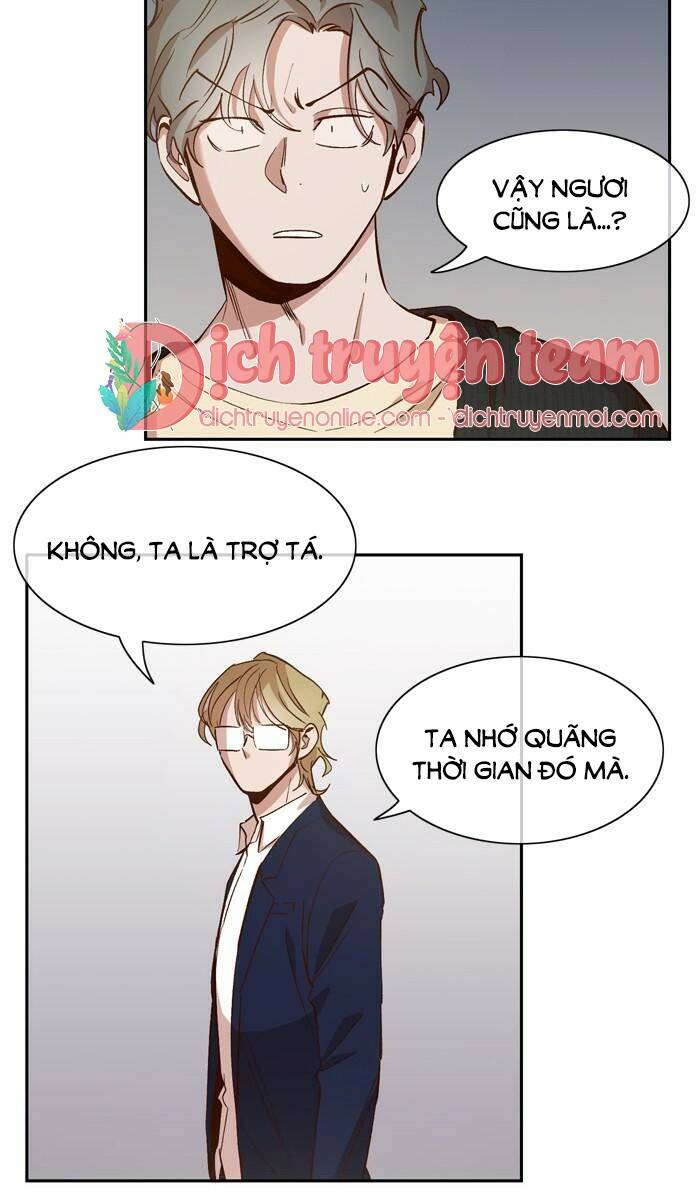 VẬY NGƯƠI
CŨNG LÀ...?
Dịch truyện team
dichtruyenonline.com - dichtruyenmoi.com
KHÔNG, TA LÀ TRỢ TÁ.
TA NHỚ QUÃNG
THỜI GIAN ĐÓ MÀ.